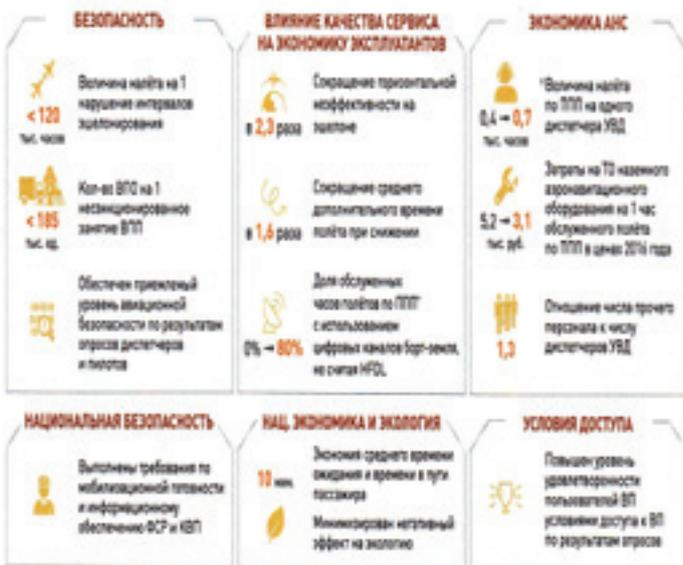 БЕЗОПАСНОСТЬ
< 120
тыс. часов
Величина налёта на 1
нарушение интервалов
эшелонирования
< 185
тыс. ед.
Кол-во ВПО на 1
несанкционированное
занятие ВПП
Обеспечен приемлемый
уровень авиационной
безопасности по результатам
опросов диспетчеров
и пилотов
ВЛИЯНИЕ КАЧЕСТВА СЕРВИСА
НА ЭКОНОМИКУ ЭКСПЛУАТАНТОВ
в 2,3 раза
Сокращение горизонтальной
неэффективности на
эшелоне
в 1,6 раза
Сокращение среднего
дополнительного времени
полёта при снижении
0% → 80%
Доля обслуженных
часов полётов по ППП
с использованием
цифровых каналов борт-земля,
не считая HFDL
ЭКОНОМИКА АНС
0,4 → 0,7
тыс. часов
*Величина налёта
по ППП на одного
диспетчера УВД
5,2 → 3,1
тыс. руб.
Затраты на ТО наземного
аэронавигационного
оборудования на 1 час
обслуженного полёта
по ППП в ценах 2016 года
1,3
Отношение числа прочего
персонала к числу
диспетчеров УВД
НАЦИОНАЛЬНАЯ БЕЗОПАСНОСТЬ
Выполнены требования по
мобилизационной готовности
и информационному
обеспечению ФСР и КВП
НАЦ. ЭКОНОМИКА И ЭКОЛОГИЯ
10 мин.
Экономия среднего времени
ожидания и времени в пути
пассажира
Минимизирован негативный
эффект на экологию
УСЛОВИЯ ДОСТУПА
Повышен уровень
удовлетворенности
пользователей ВП
условиями доступа к ВП
по результатам опросов